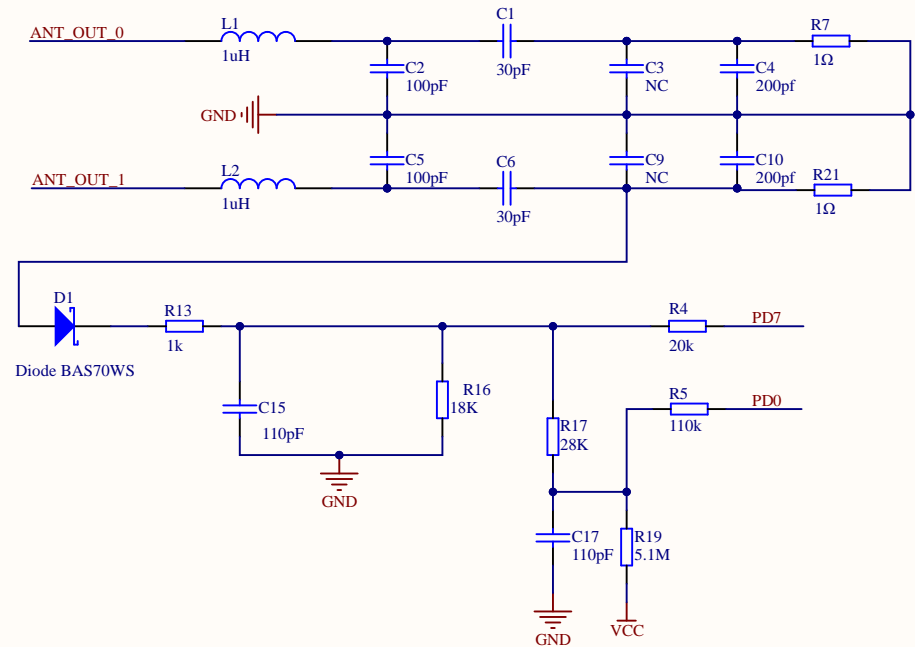 ANT_OUT_0
L1
1uH
C1
30pF
R7
1Ω
C2
100pF
C3
NC
C4
200pf
GND
ANT_OUT_1
L2
1uH
C5
100pF
C6
30pF
C9
NC
C10
200pf
R21
1Ω
D1
Diode BAS70WS
R13
1k
R4
20k
PD7
C15
110pF
R16
18K
R5
110k
PD0
R17
28K
GND
C17
110pF
R19
5.1M
GND
VCC